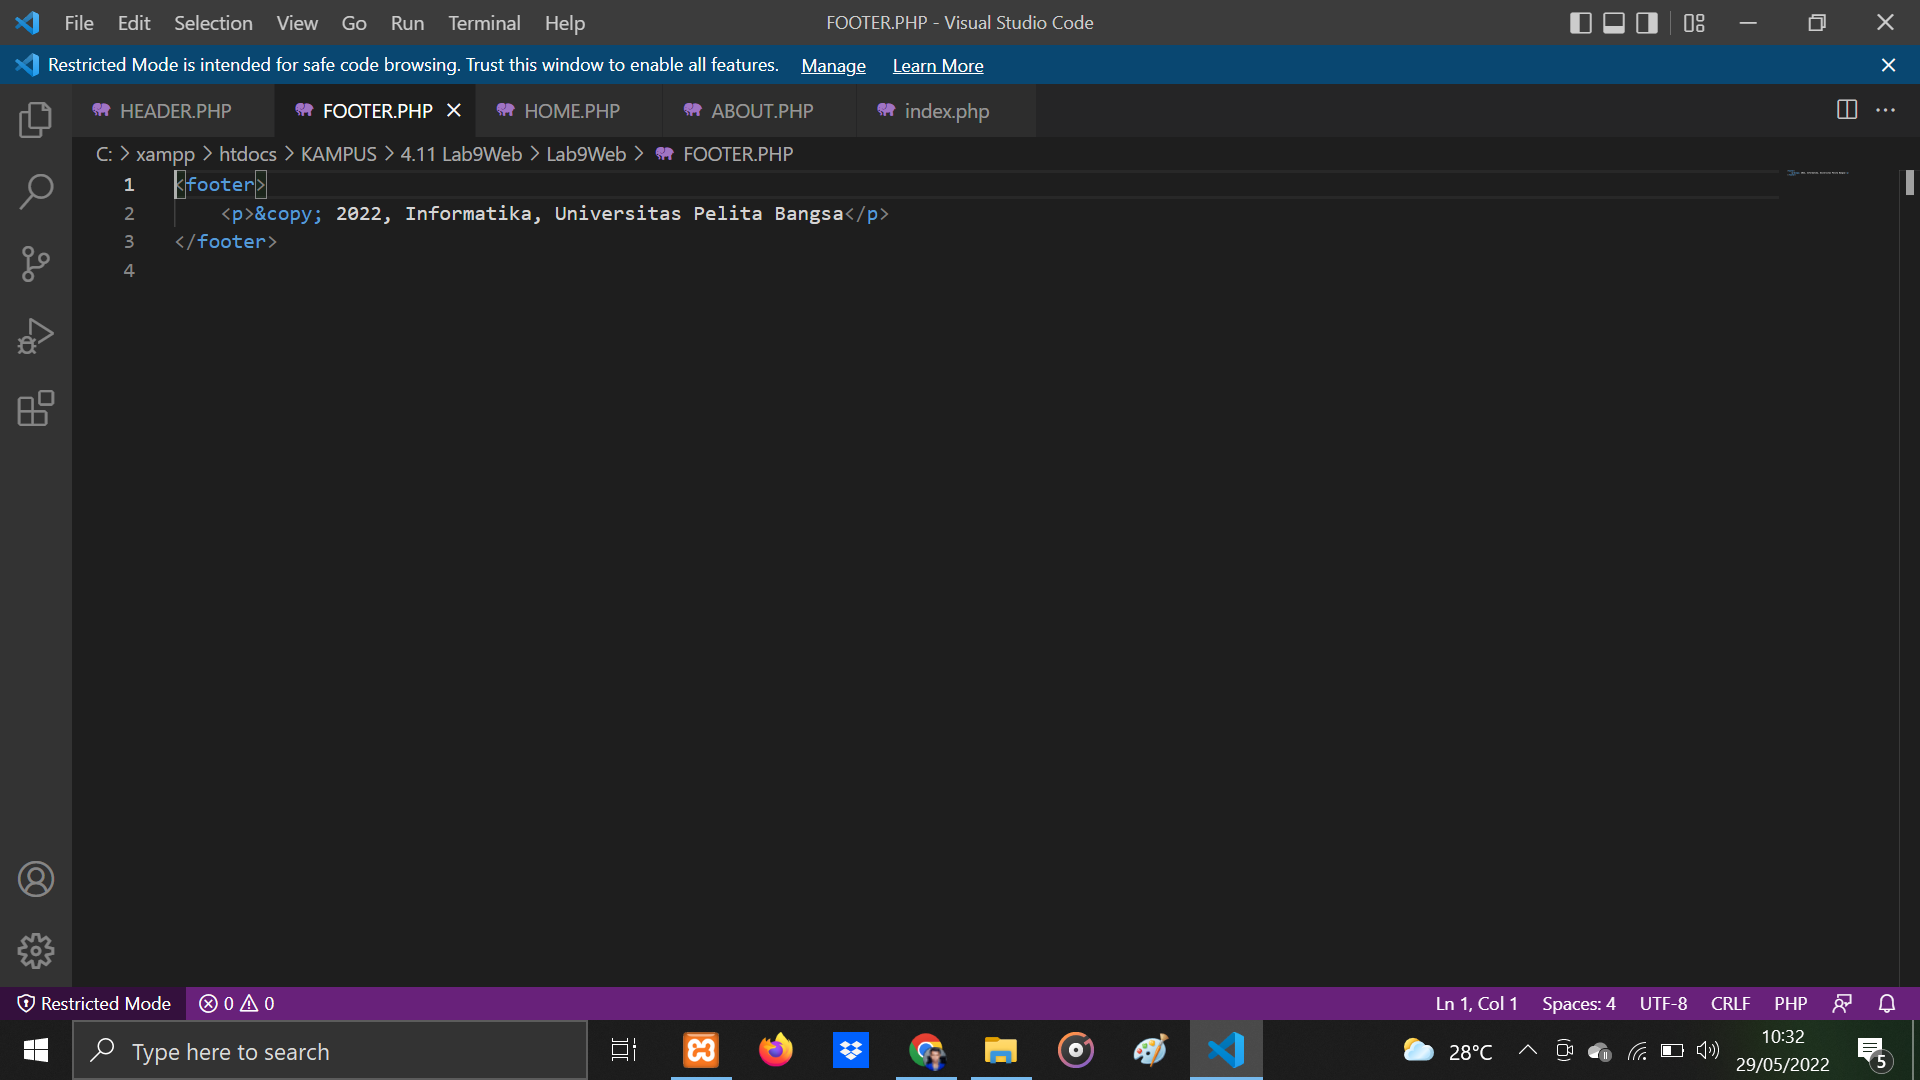 File Edit Selection View Go Run Terminal Help FOOTER.PHP - Visual Studio Code
Restricted Mode is intended for safe code browsing. Trust this window to enable all features. Manage Learn More
HEADER.PHP FOOTER.PHP HOME.PHP ABOUT.PHP index.php
C: > xampp > htdocs > KAMPUS > 4.11 Lab9Web > Lab9Web > FOOTER.PHP
1 <footer>
2     <p>&copy; 2022, Informatika, Universitas Pelita Bangsa</p>
3 </footer>
4
Restricted Mode 0 0 Ln 1, Col 1 Spaces: 4 UTF-8 CRLF PHP
Type here to search 28°C 10:32
29/05/2022 5